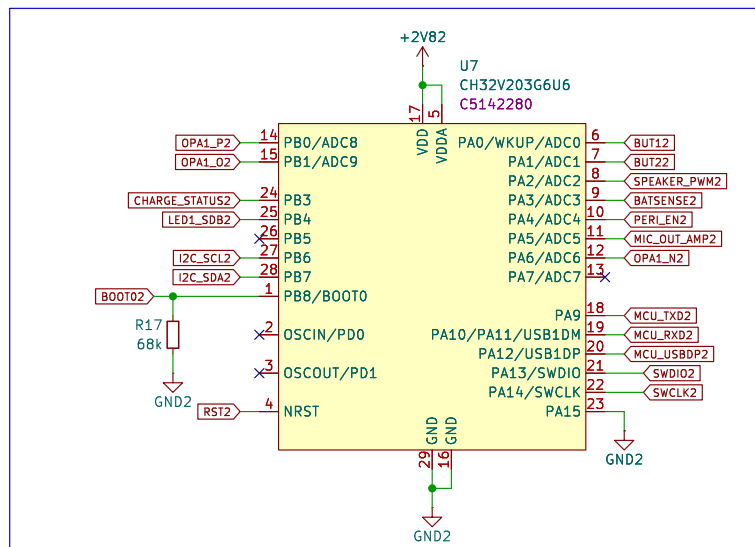 +2V82
U7
CH32V203G6U6
C5142280
17 VDD
5 VDDA
OPA1_P2 14 PB0/ADC8
OPA1_O2 15 PB1/ADC9
CHARGE_STATUS2 24 PB3
LED1_SDB2 25 PB4
26 PB5
I2C_SCL2 27 PB6
I2C_SDA2 28 PB7
BOOT02 1 PB8/BOOT0
R17
68k
GND2
2 OSCIN/PD0
3 OSCOUT/PD1
RST2 4 NRST
PA0/WKUP/ADC0 6 BUT12
PA1/ADC1 7 BUT22
PA2/ADC2 8 SPEAKER_PWM2
PA3/ADC3 9 BATSENSE2
PA4/ADC4 10 PERI_EN2
PA5/ADC5 11 MIC_OUT_AMP2
PA6/ADC6 12 OPA1_N2
PA7/ADC7 13
PA9 18 MCU_TXD2
PA10/PA11/USB1DM 19 MCU_RXD2
PA12/USB1DP 20 MCU_USBDP2
PA13/SWDIO 21 SWDIO2
PA14/SWCLK 22 SWCLK2
PA15 23
GND2
GND 29
GND 16
GND2